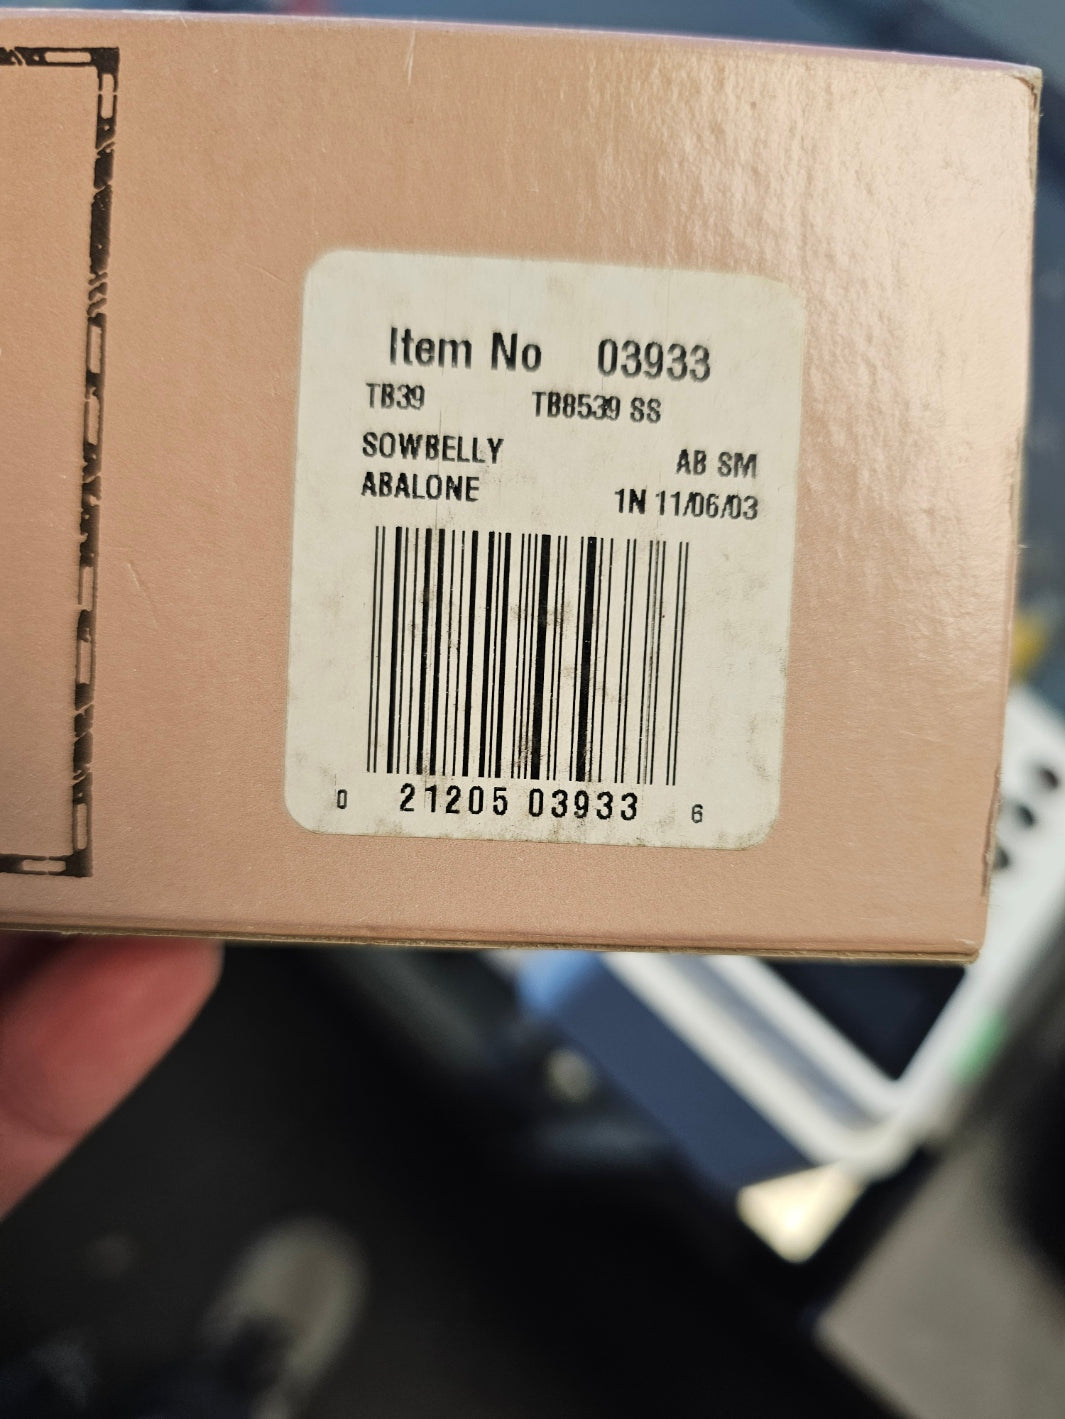 Item No 03933
TB39 TB8539 SS
SOWBELLY AB SM
ABALONE 1N 11/06/03
0 21205 03933 6